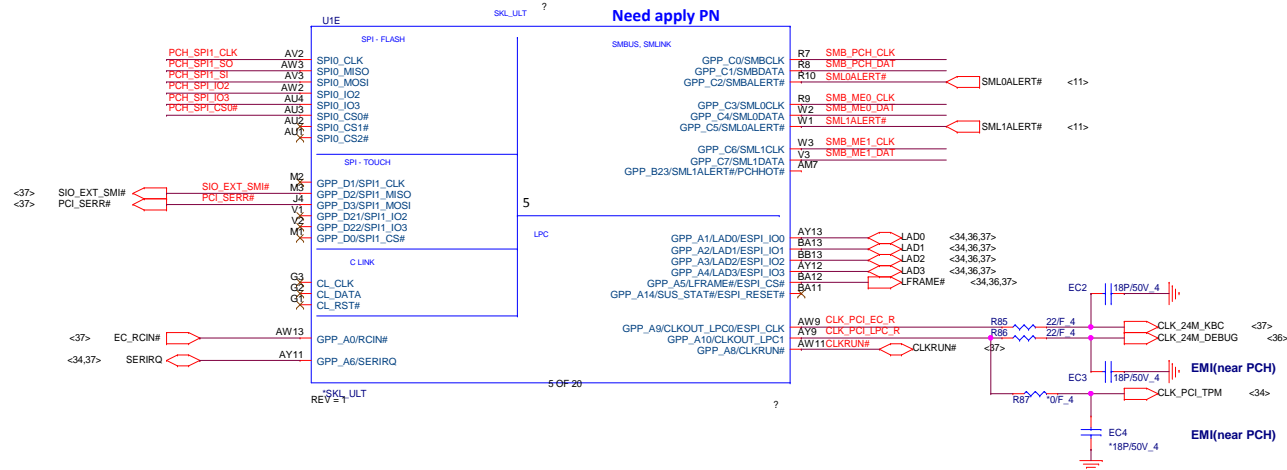 ?
SKL_ULT
Need apply PN
U1E
SPI - FLASH
SMBUS, SMLINK
PCH_SPI1_CLK AV2 SPI0_CLK
PCH_SPI1_SO AW3 SPI0_MISO
PCH_SPI1_SI AV3 SPI0_MOSI
PCH_SPI1_IO2 AW2 SPI0_IO2
PCH_SPI1_IO3 AU4 SPI0_IO3
PCH_SPI_CS0# AU3 SPI0_CS0#
AU2 SPI0_CS1#
AU1 SPI0_CS2#
GPP_C0/SMBCLK R7 SMB_PCH_CLK
GPP_C1/SMBDATA R8 SMB_PCH_DAT
GPP_C2/SMBALERT# R10 SML0ALERT# SML0ALERT# <11>
GPP_C3/SML0CLK R9 SMB_ME0_CLK
GPP_C4/SML0DATA W2 SMB_ME0_DAT
GPP_C5/SML0ALERT# W1 SML1ALERT# SML1ALERT# <11>
GPP_C6/SML1CLK W3 SMB_ME1_CLK
GPP_C7/SML1DATA V3 SMB_ME1_DAT
GPP_B23/SML1ALERT#/PCHHOT# AM7
SPI - TOUCH
M2 GPP_D1/SPI1_CLK
<37> SIO_EXT_SMI# SIO_EXT_SMI# M3 GPP_D2/SPI1_MISO
<37> PCI_SERR# PCI_SERR# J4 GPP_D3/SPI1_MOSI
V1 GPP_D21/SPI1_IO2
V2 GPP_D22/SPI1_IO3
M1 GPP_D0/SPI1_CS#
5
LPC
C LINK
G3 CL_CLK
G2 CL_DATA
G1 CL_RST#
GPP_A1/LAD0/ESPI_IO0 AY13 LAD0 <34,36,37>
GPP_A2/LAD1/ESPI_IO1 BA13 LAD1 <34,36,37>
GPP_A3/LAD2/ESPI_IO2 BB13 LAD2 <34,36,37>
GPP_A4/LAD3/ESPI_IO3 AY12 LAD3 <34,36,37>
GPP_A5/LFRAME#/ESPI_CS# BA12 LFRAME# <34,36,37>
GPP_A14/SUS_STAT#/ESPI_RESET# BA11
<37> EC_RCIN# AW13 GPP_A0/RCIN#
<34,37> SERIRQ AY11 GPP_A6/SERIRQ
EC2 18P/50V_4
GPP_A9/CLKOUT_LPC0/ESPI_CLK AW9 CLK_PCI_EC_R R85 22/F_4 CLK_24M_KBC <37>
GPP_A10/CLKOUT_LPC1 AY9 CLK_PCI_LPC_R R86 22/F_4 CLK_24M_DEBUG <36>
GPP_A8/CLKRUN# AW11 CLKRUN# CLKRUN# <37>
EMI(near PCH)
EC3 18P/50V_4
5 OF 20
*SKL_ULT
REV = 1
?
R87 *0/F_4 CLK_PCI_TPM <34>
EC4
*18P/50V_4
EMI(near PCH)